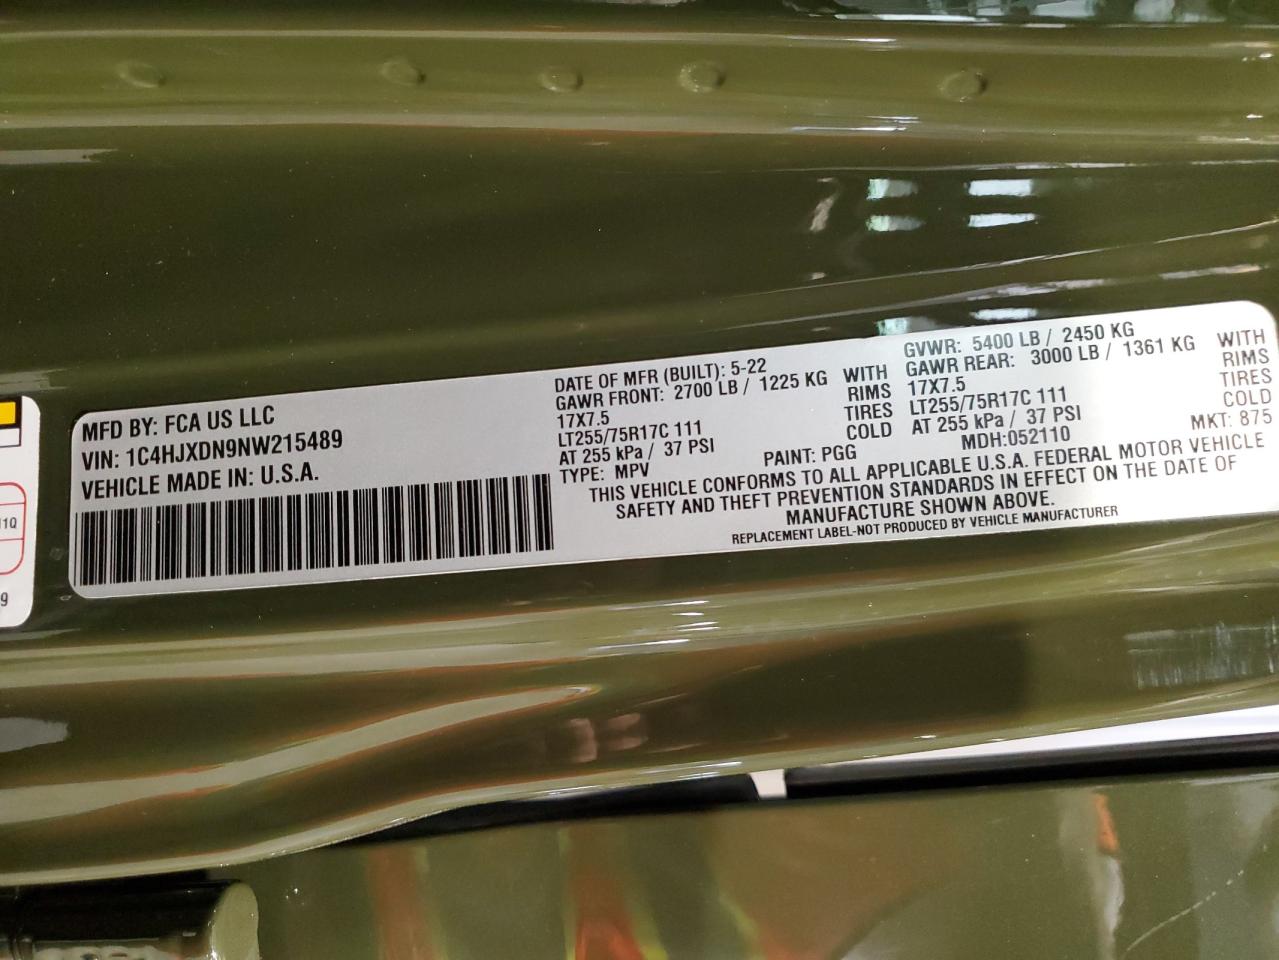 MFD BY: FCA US LLC
VIN: 1C4HJXDN9NW215489
VEHICLE MADE IN: U.S.A.
DATE OF MFR (BUILT): 5-22
GAWR FRONT: 2700 LB / 1225 KG WITH
17X7.5 RIMS
LT255/75R17C 111 TIRES
AT 255 kPa / 37 PSI COLD
TYPE: MPV PAINT: PGG
GVWR: 5400 LB / 2450 KG
GAWR REAR: 3000 LB / 1361 KG WITH
17X7.5 RIMS
LT255/75R17C 111 TIRES
AT 255 kPa / 37 PSI COLD
MDH:052110 MKT: 875
THIS VEHICLE CONFORMS TO ALL APPLICABLE U.S.A. FEDERAL MOTOR VEHICLE
SAFETY AND THEFT PREVENTION STANDARDS IN EFFECT ON THE DATE OF
MANUFACTURE SHOWN ABOVE.
REPLACEMENT LABEL-NOT PRODUCED BY VEHICLE MANUFACTURER
1Q
9